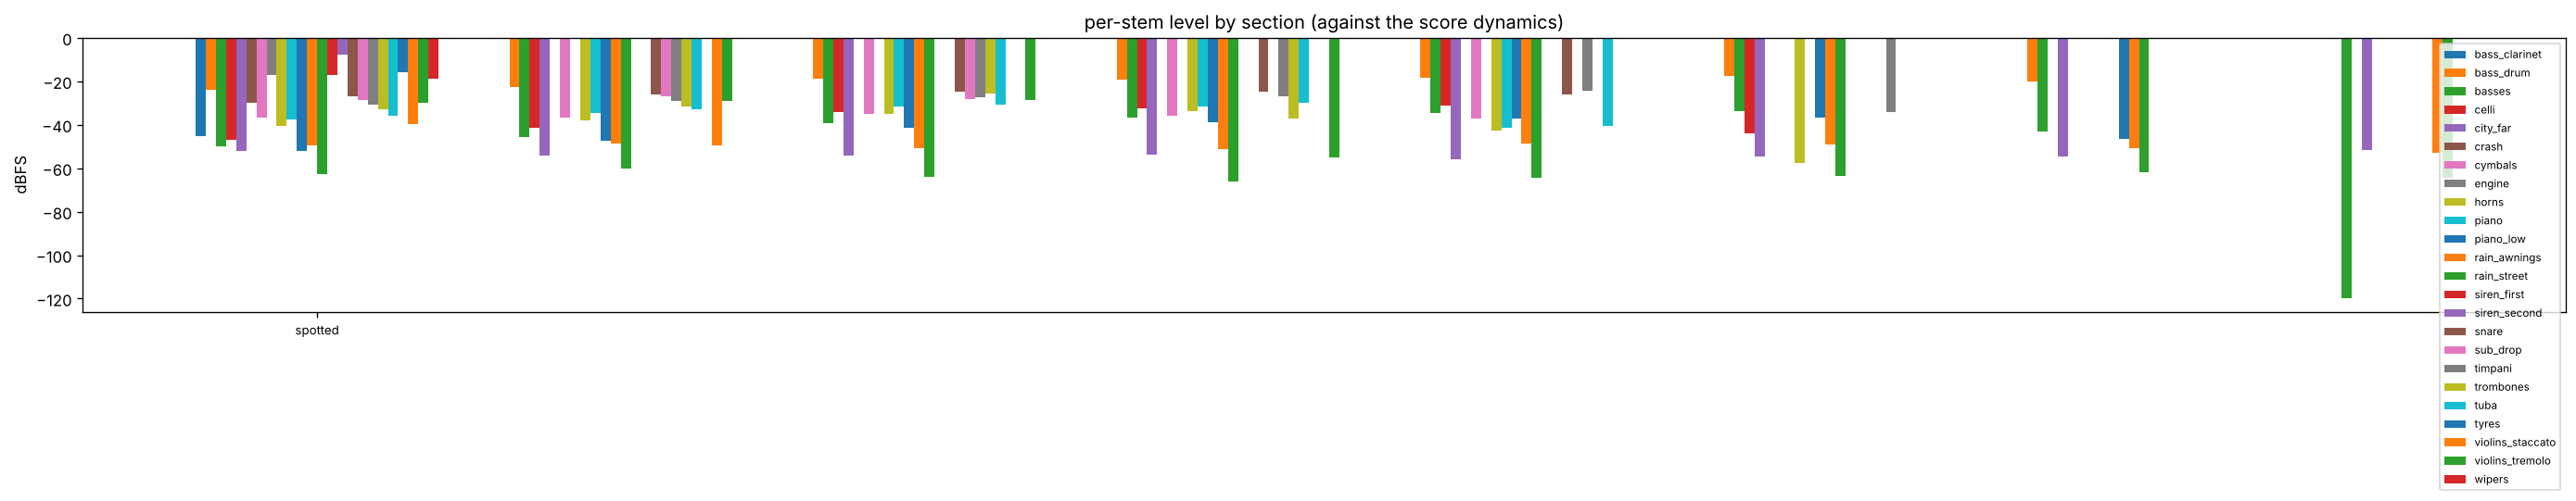 per-stem level by section (against the score dynamics)
dBFS
0
−20
−40
−60
−80
−100
−120
spotted
bass_clarinet
bass_drum
basses
celli
city_far
crash
cymbals
engine
horns
piano
piano_low
rain_awnings
rain_street
siren_first
siren_second
snare
sub_drop
timpani
trombones
tuba
tyres
violins_staccato
violins_tremolo
wipers